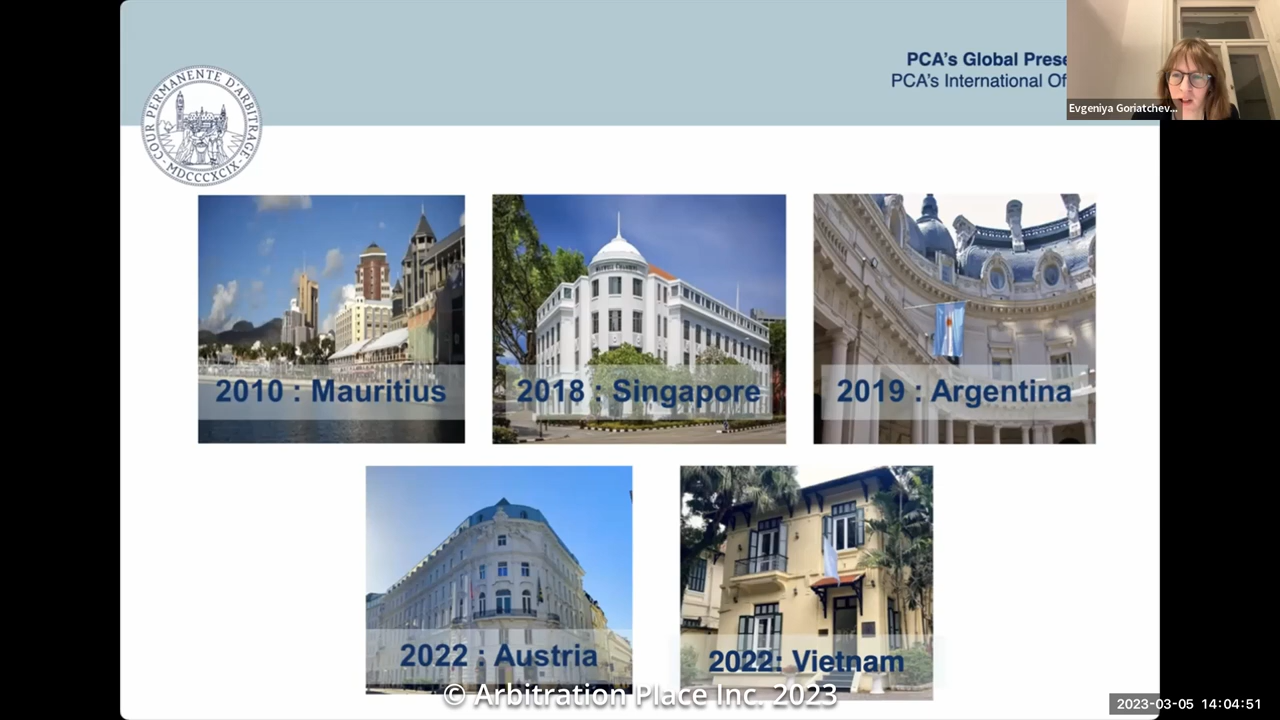 PCA's Global Prese
PCA's International Of
Evgeniya Goriatchev...
COUR PERMANENTE D'ARBITRAGE
MDCCCXCIX
2010 : Mauritius
2018 : Singapore
2019 : Argentina
2022 : Austria
2022: Vietnam
© Arbitration Place Inc. 2023
2023-03-05 14:04:51